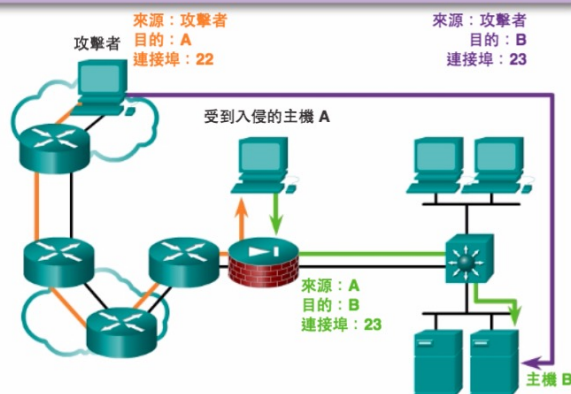 來源：攻擊者
目的：A
連接埠：22
攻擊者
來源：攻擊者
目的：B
連接埠：23
受到入侵的主機 A
來源：A
目的：B
連接埠：23
主機 B